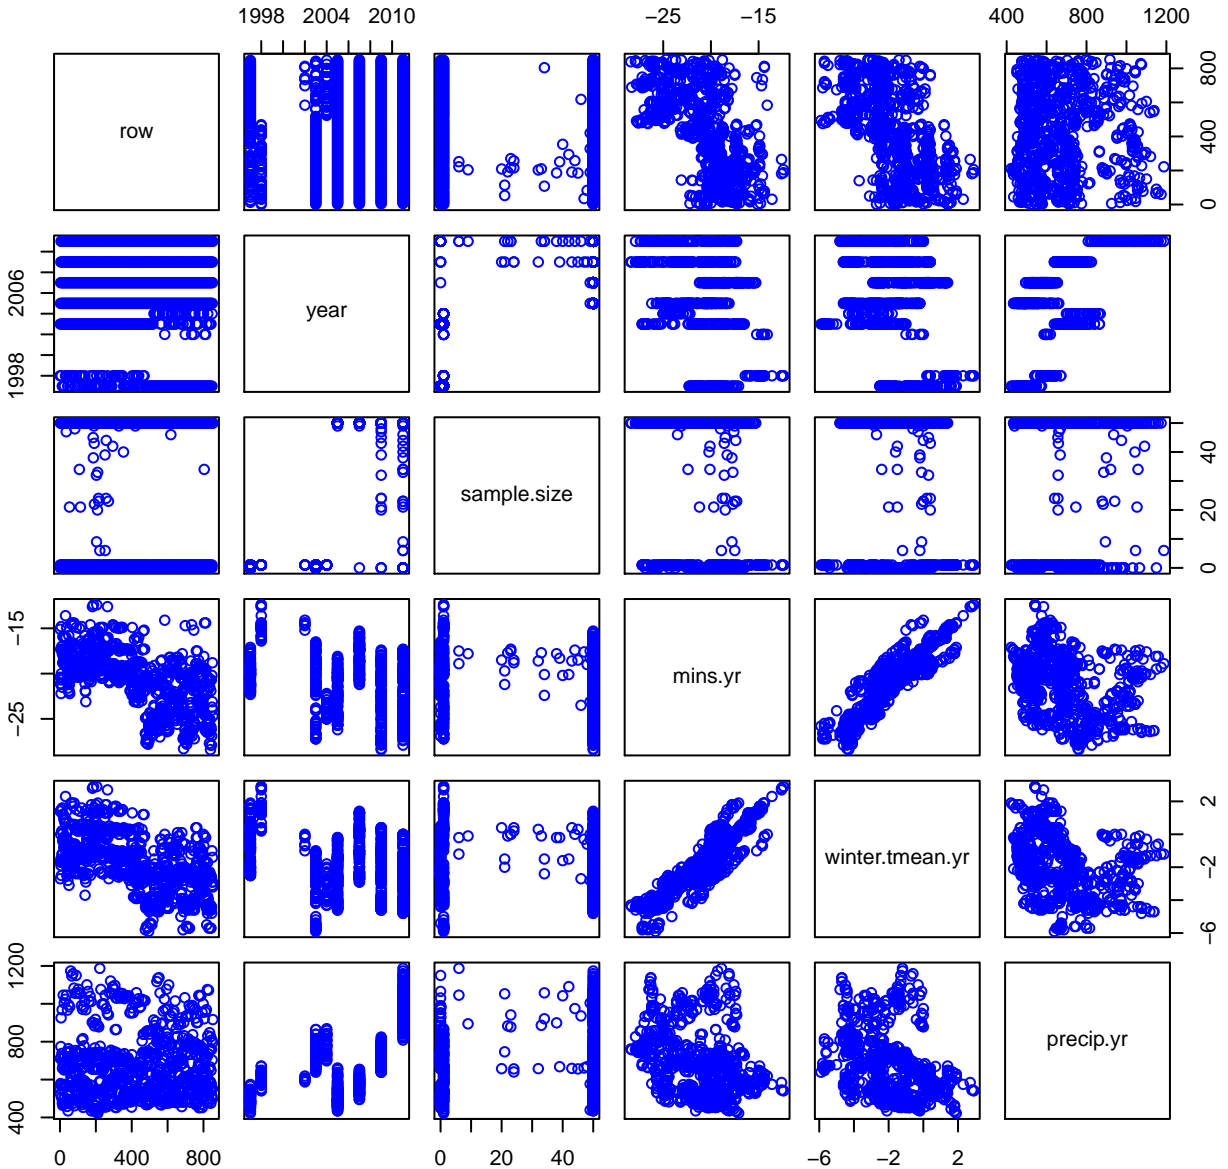 1998 2004 2010 −25 −15 400 800 1200
row
0 400 800
1998 2006
year
sample.size
0 20 40
−25 −15
mins.yr
winter.tmean.yr
−6 −2 2
400 800 1200
precip.yr
0 400 800 0 20 40 −6 −2 2